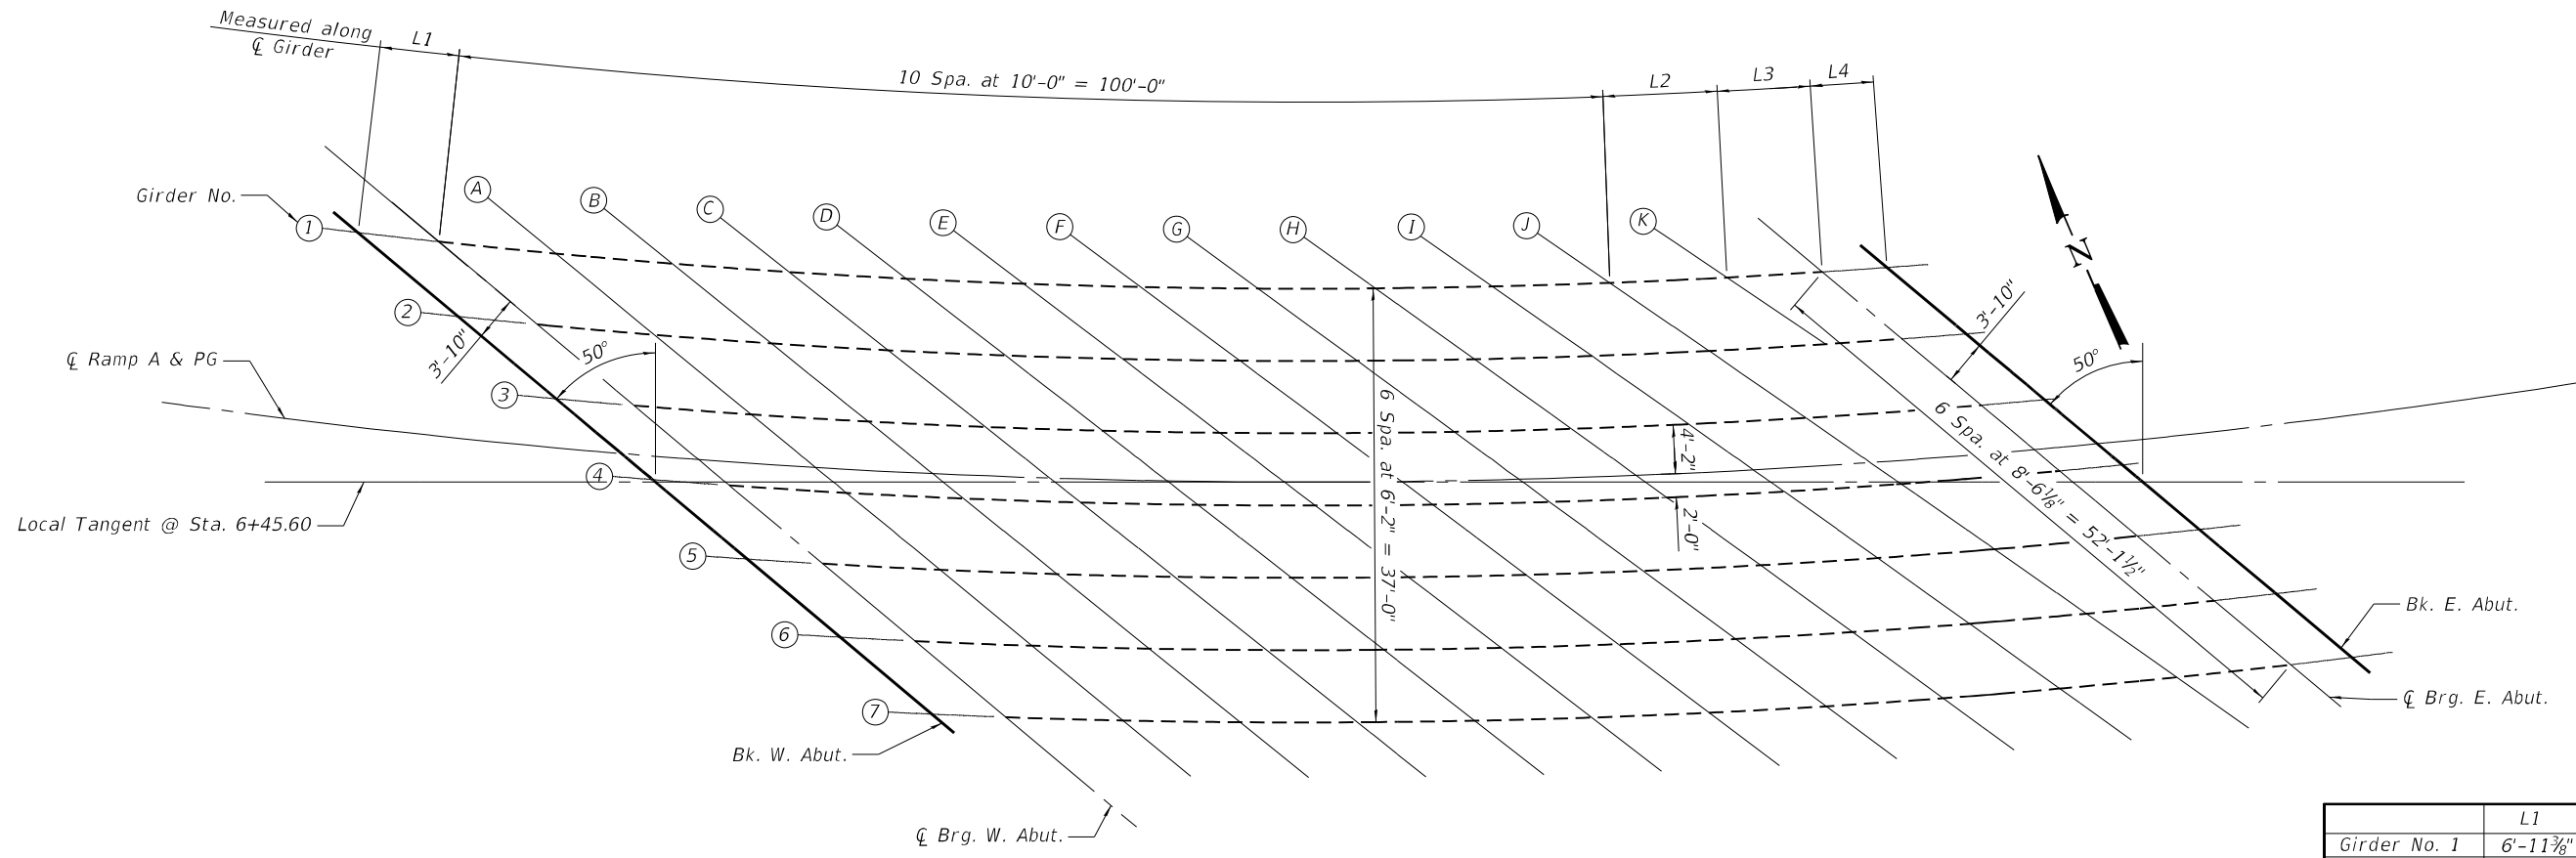 Measured along
℄ Girder
L1
10 Spa. at 10'-0" = 100'-0"
L2
L3
L4
Girder No.
1
2
3
4
5
6
7
A
B
C
D
E
F
G
H
I
J
K
N
3'-10"
50°
℄ Ramp A & PG
Local Tangent @ Sta. 6+45.60
6 Spa. at 6'-2" = 37'-0"
4'-2"
2'-0"
6 Spa. at 8'-6⅛" = 52'-1½"
3'-10"
50°
Bk. E. Abut.
℄ Brg. E. Abut.
Bk. W. Abut.
℄ Brg. W. Abut.
L1
Girder No. 1 6'-11⅜"